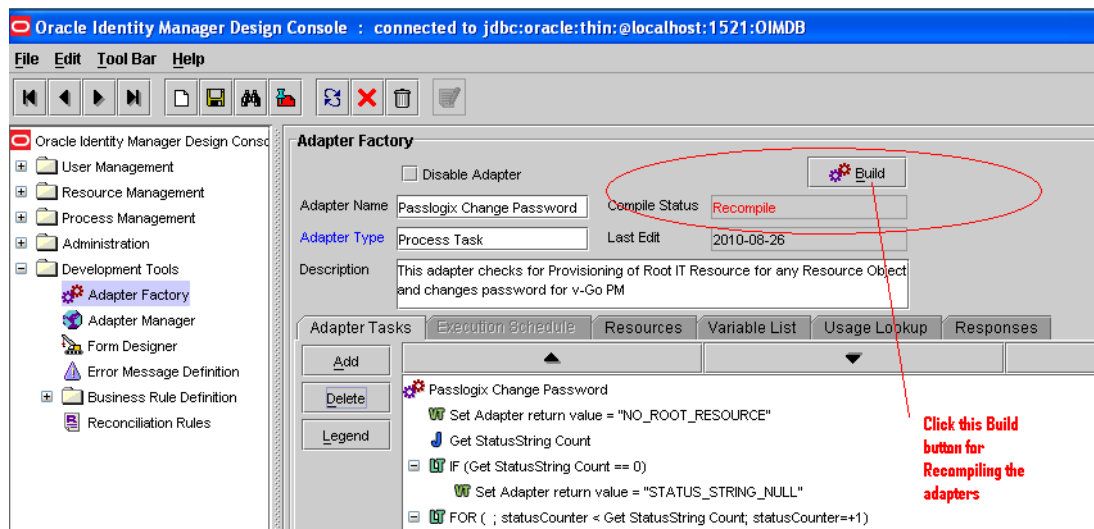 Oracle Identity Manager Design Console : connected to jdbc:oracle:thin:@localhost:1521:OIMDB
File Edit Tool Bar Help
Oracle Identity Manager Design Conso
User Management
Resource Management
Process Management
Administration
Development Tools
Adapter Factory
Adapter Manager
Form Designer
Error Message Definition
Business Rule Definition
Reconciliation Rules
Adapter Factory
Disable Adapter
Build
Adapter Name Passlogix Change Password Compile Status Recompile
Adapter Type Process Task Last Edit 2010-08-26
Description This adapter checks for Provisioning of Root IT Resource for any Resource Object
and changes password for v-Go PM
Adapter Tasks Execution Schedule Resources Variable List Usage Lookup Responses
Add
Delete
Legend
Passlogix Change Password
VT Set Adapter return value = "NO_ROOT_RESOURCE"
J Get StatusString Count
LT IF (Get StatusString Count == 0)
VT Set Adapter return value = "STATUS_STRING_NULL"
LT FOR ( ; statusCounter < Get StatusString Count; statusCounter=+1)
Click this Build
button for
Recompiling the
adapters